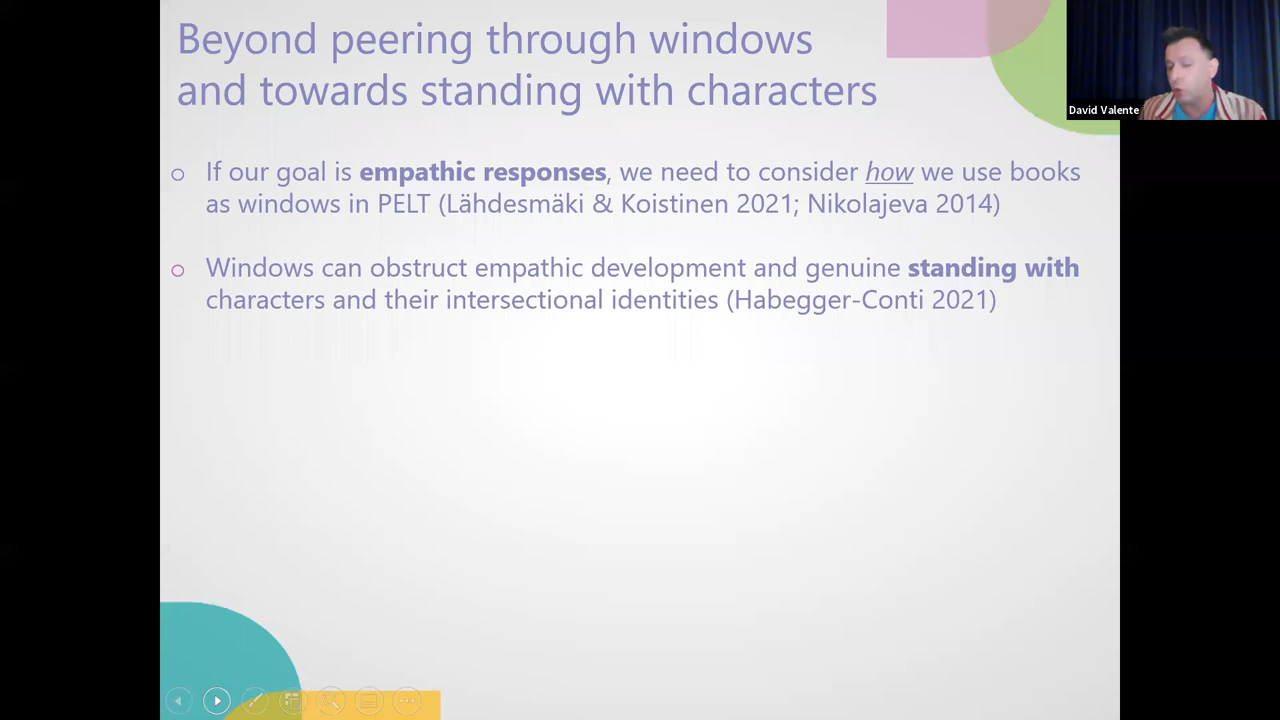 Beyond peering through windows
and towards standing with characters
David Valente
o If our goal is empathic responses, we need to consider how we use books
as windows in PELT (Lähdesmäki & Koistinen 2021; Nikolajeva 2014)
o Windows can obstruct empathic development and genuine standing with
characters and their intersectional identities (Habegger-Conti 2021)